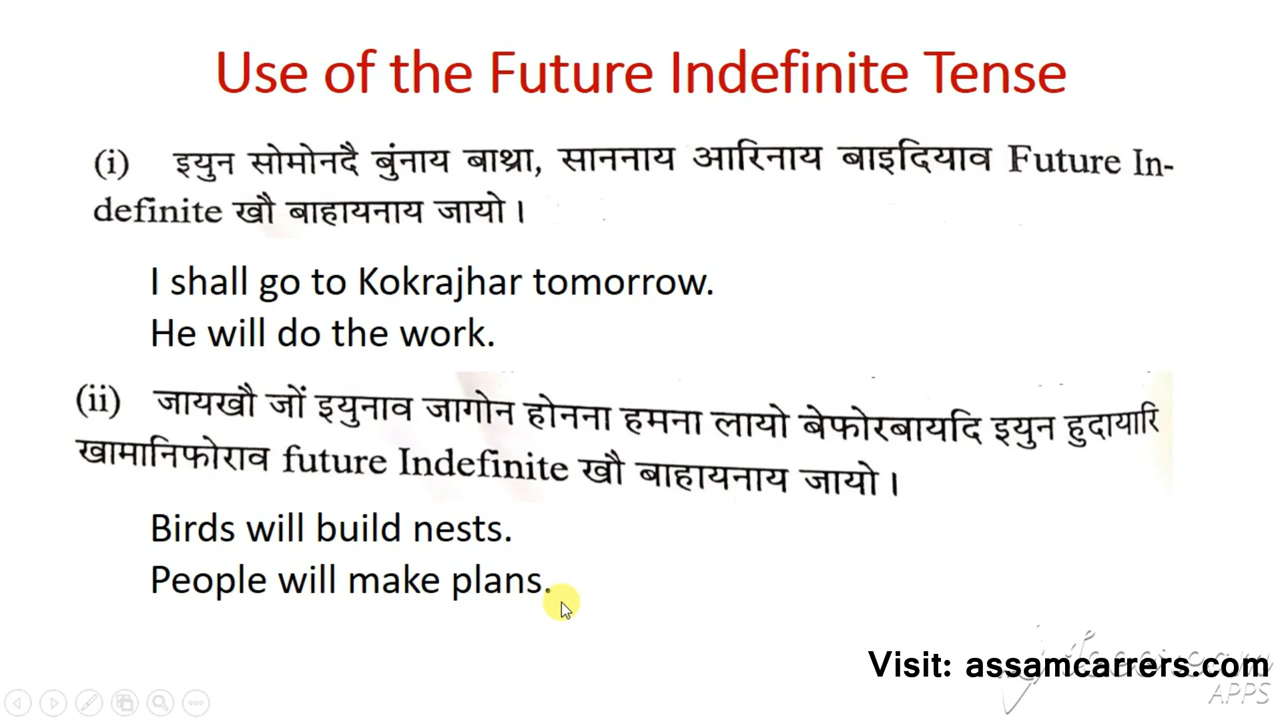 Use of the Future Indefinite Tense
(i) इयुन सोमोनदै बुंनाय बाथ्रा, साननाय आरिनाय बाइदियाव Future In-
definite खौ बाहायनाय जायो।
I shall go to Kokrajhar tomorrow.
He will do the work.
(ii) जायखौ जों इयुनाव जागोन होनना हमना लायो बेफोरबायदि इयुन हुदायारि
खामानिफोराव future Indefinite खौ बाहायनाय जायो।
Birds will build nests.
People will make plans.
Visit: assamcarrers.com
APPS